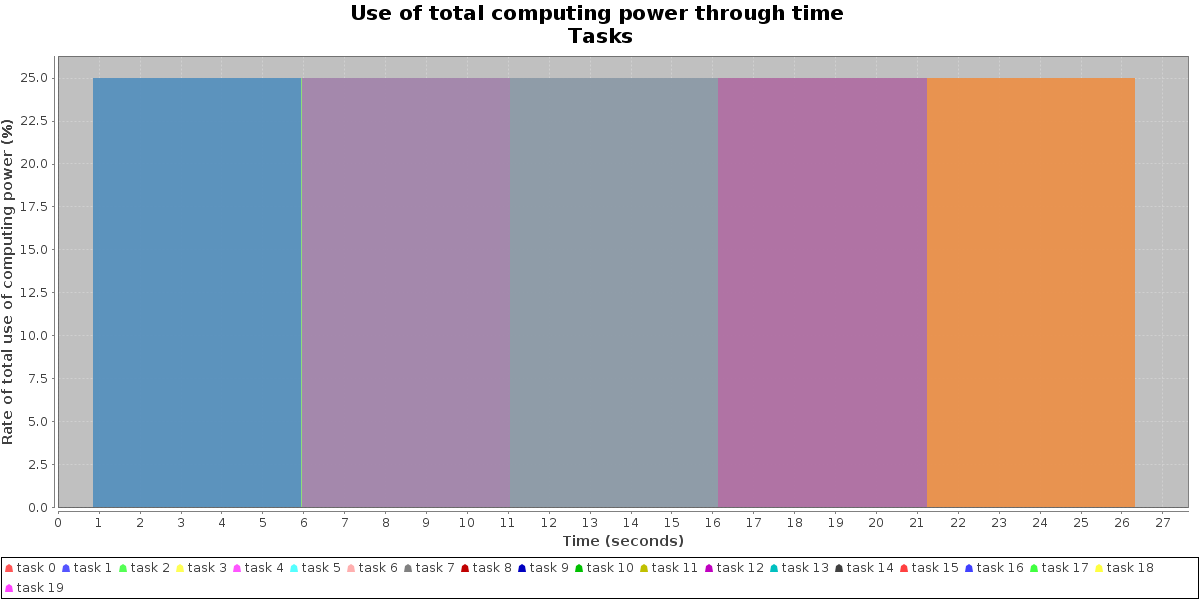 Use of total computing power through time
Tasks
Rate of total use of computing power (%)
25.0
22.5
20.0
17.5
15.0
12.5
10.0
7.5
5.0
2.5
0.0
0 1 2 3 4 5 6 7 8 9 10 11 12 13 14 15 16 17 18 19 20 21 22 23 24 25 26 27
Time (seconds)
task 0 task 1 task 2 task 3 task 4 task 5 task 6 task 7 task 8 task 9 task 10 task 11 task 12 task 13 task 14 task 15 task 16 task 17 task 18
task 19